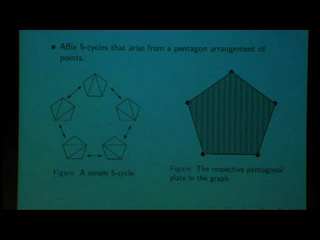 • Affix 5-cycles that arise from a pentagon arrangement of
points.
Figure: A simple 5-cycle.
Figure: The respective pentagonal
plate in the graph